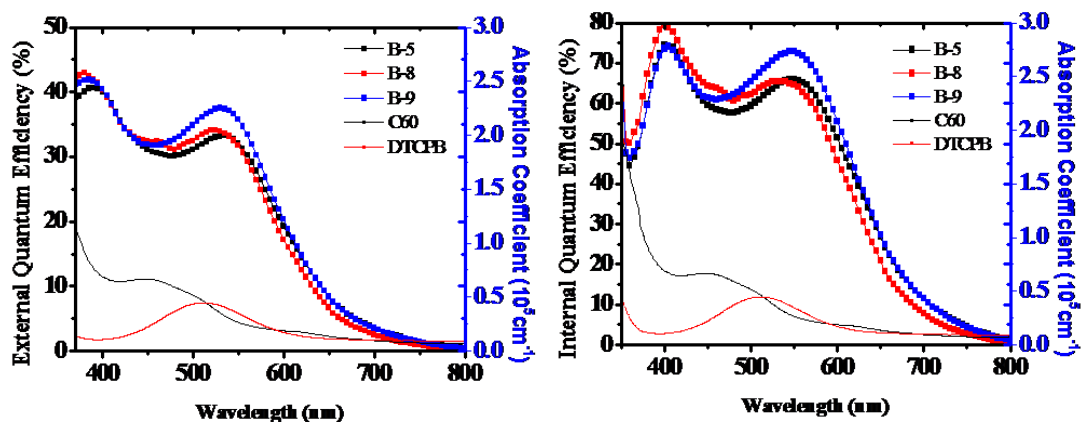 External Quantum Efficiency (%)
50
40
30
20
10
0
B-5
B-8
B-9
C60
DTCPB
3.0
2.5
2.0
1.5
1.0
0.5
0.0
Absorption Coefficient (10⁵ cm⁻¹)
400 500 600 700 800
Wavelength (nm)
Internal Quantum Efficiency (%)
80
70
60
50
40
30
20
10
0
B-5
B-8
B-9
C60
DTCPB
3.0
2.5
2.0
1.5
1.0
0.5
0.0
Absorption Coefficient (10⁵ cm⁻¹)
400 500 600 700 800
Wavelength (nm)